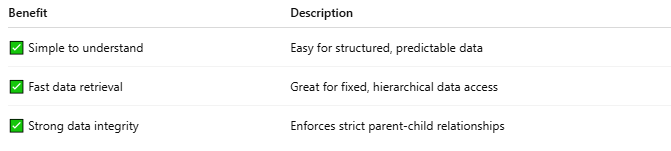 Benefit Description
✅ Simple to understand Easy for structured, predictable data
✅ Fast data retrieval Great for fixed, hierarchical data access
✅ Strong data integrity Enforces strict parent-child relationships